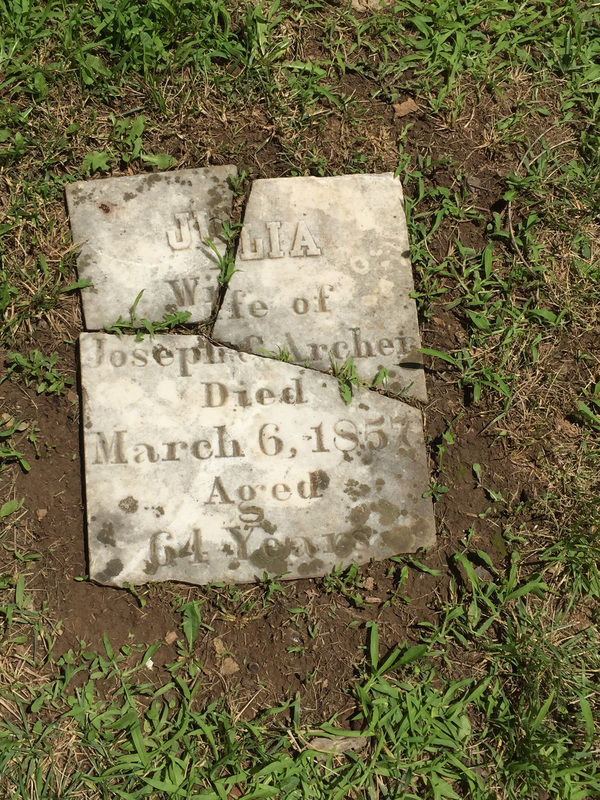 JULIA
Wife of
Joseph C. Archer
Died
March 6, 1857
Aged
S
64 Years